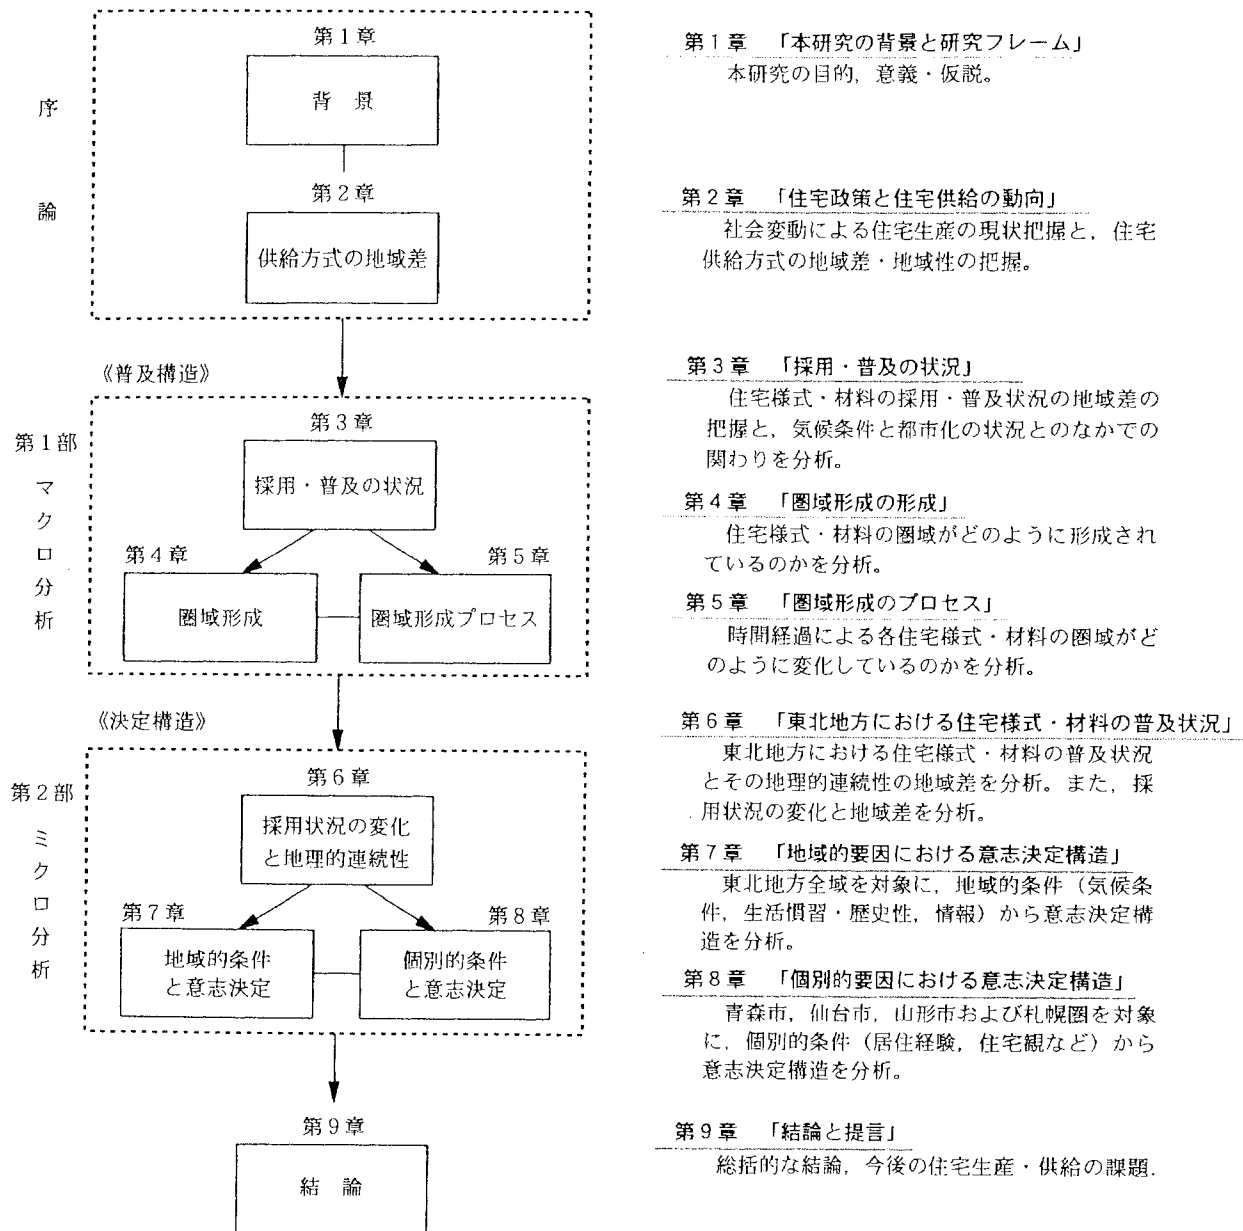 第1章
背　景
第2章
供給方式の地域差
序
論
《普及構造》
第1部
マ
ク
ロ
分
析
第3章
採用・普及の状況
第4章
圏域形成
第5章
圏域形成プロセス
《決定構造》
第2部
ミ
ク
ロ
分
析
第6章
採用状況の変化
と地理的連続性
第7章
地域的条件
と意志決定
第8章
個別的条件
と意志決定
第9章
結　論
第1章　「本研究の背景と研究フレーム」
本研究の目的，意義・仮説。
第2章　「住宅政策と住宅供給の動向」
社会変動による住宅生産の現状把握と，住宅
供給方式の地域差・地域性の把握。
第3章　「採用・普及の状況」
住宅様式・材料の採用・普及状況の地域差の
把握と，気候条件と都市化の状況とのなかでの
関わりを分析。
第4章　「圏域形成の形成」
住宅様式・材料の圏域がどのように形成され
ているのかを分析。
第5章　「圏域形成のプロセス」
時間経過による各住宅様式・材料の圏域がど
のように変化しているのかを分析。
第6章　「東北地方における住宅様式・材料の普及状況」
東北地方における住宅様式・材料の普及状況
とその地理的連続性の地域差を分析。また，採
用状況の変化と地域差を分析。
第7章　「地域的要因における意志決定構造」
東北地方全域を対象に，地域的条件（気候条
件，生活慣習・歴史性，情報）から意志決定構
造を分析。
第8章　「個別的要因における意志決定構造」
青森市，仙台市，山形市および札幌圏を対象
に，個別的条件（居住経験，住宅観など）から
意志決定構造を分析。
第9章　「結論と提言」
総括的な結論，今後の住宅生産・供給の課題.